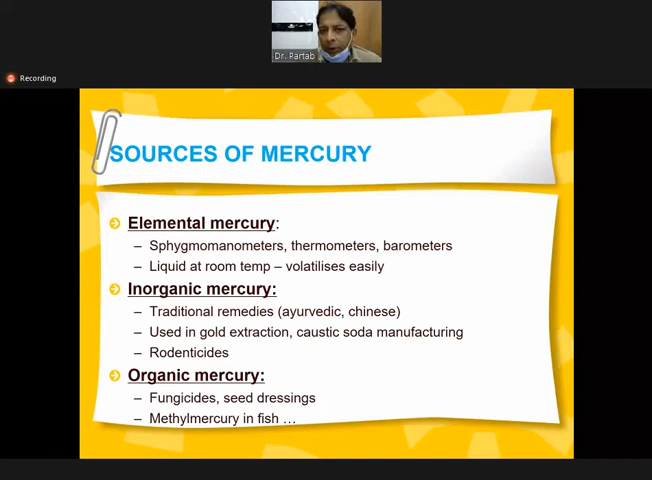 Dr. Partab
Recording
SOURCES OF MERCURY
Elemental mercury:
– Sphygmomanometers, thermometers, barometers
– Liquid at room temp – volatilises easily
Inorganic mercury:
– Traditional remedies (ayurvedic, chinese)
– Used in gold extraction, caustic soda manufacturing
– Rodenticides
Organic mercury:
– Fungicides, seed dressings
– Methylmercury in fish …